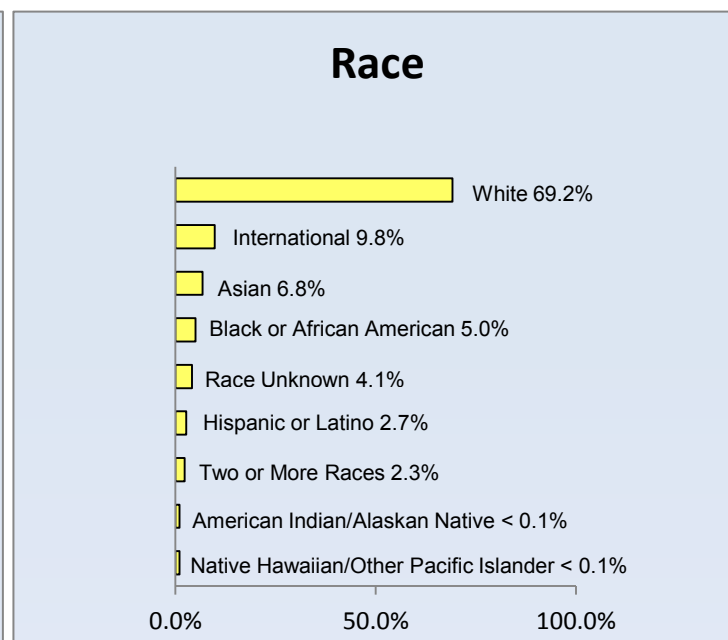 Race
White 69.2%
International 9.8%
Asian 6.8%
Black or African American 5.0%
Race Unknown 4.1%
Hispanic or Latino 2.7%
Two or More Races 2.3%
American Indian/Alaskan Native < 0.1%
Native Hawaiian/Other Pacific Islander < 0.1%
0.0% 50.0% 100.0%